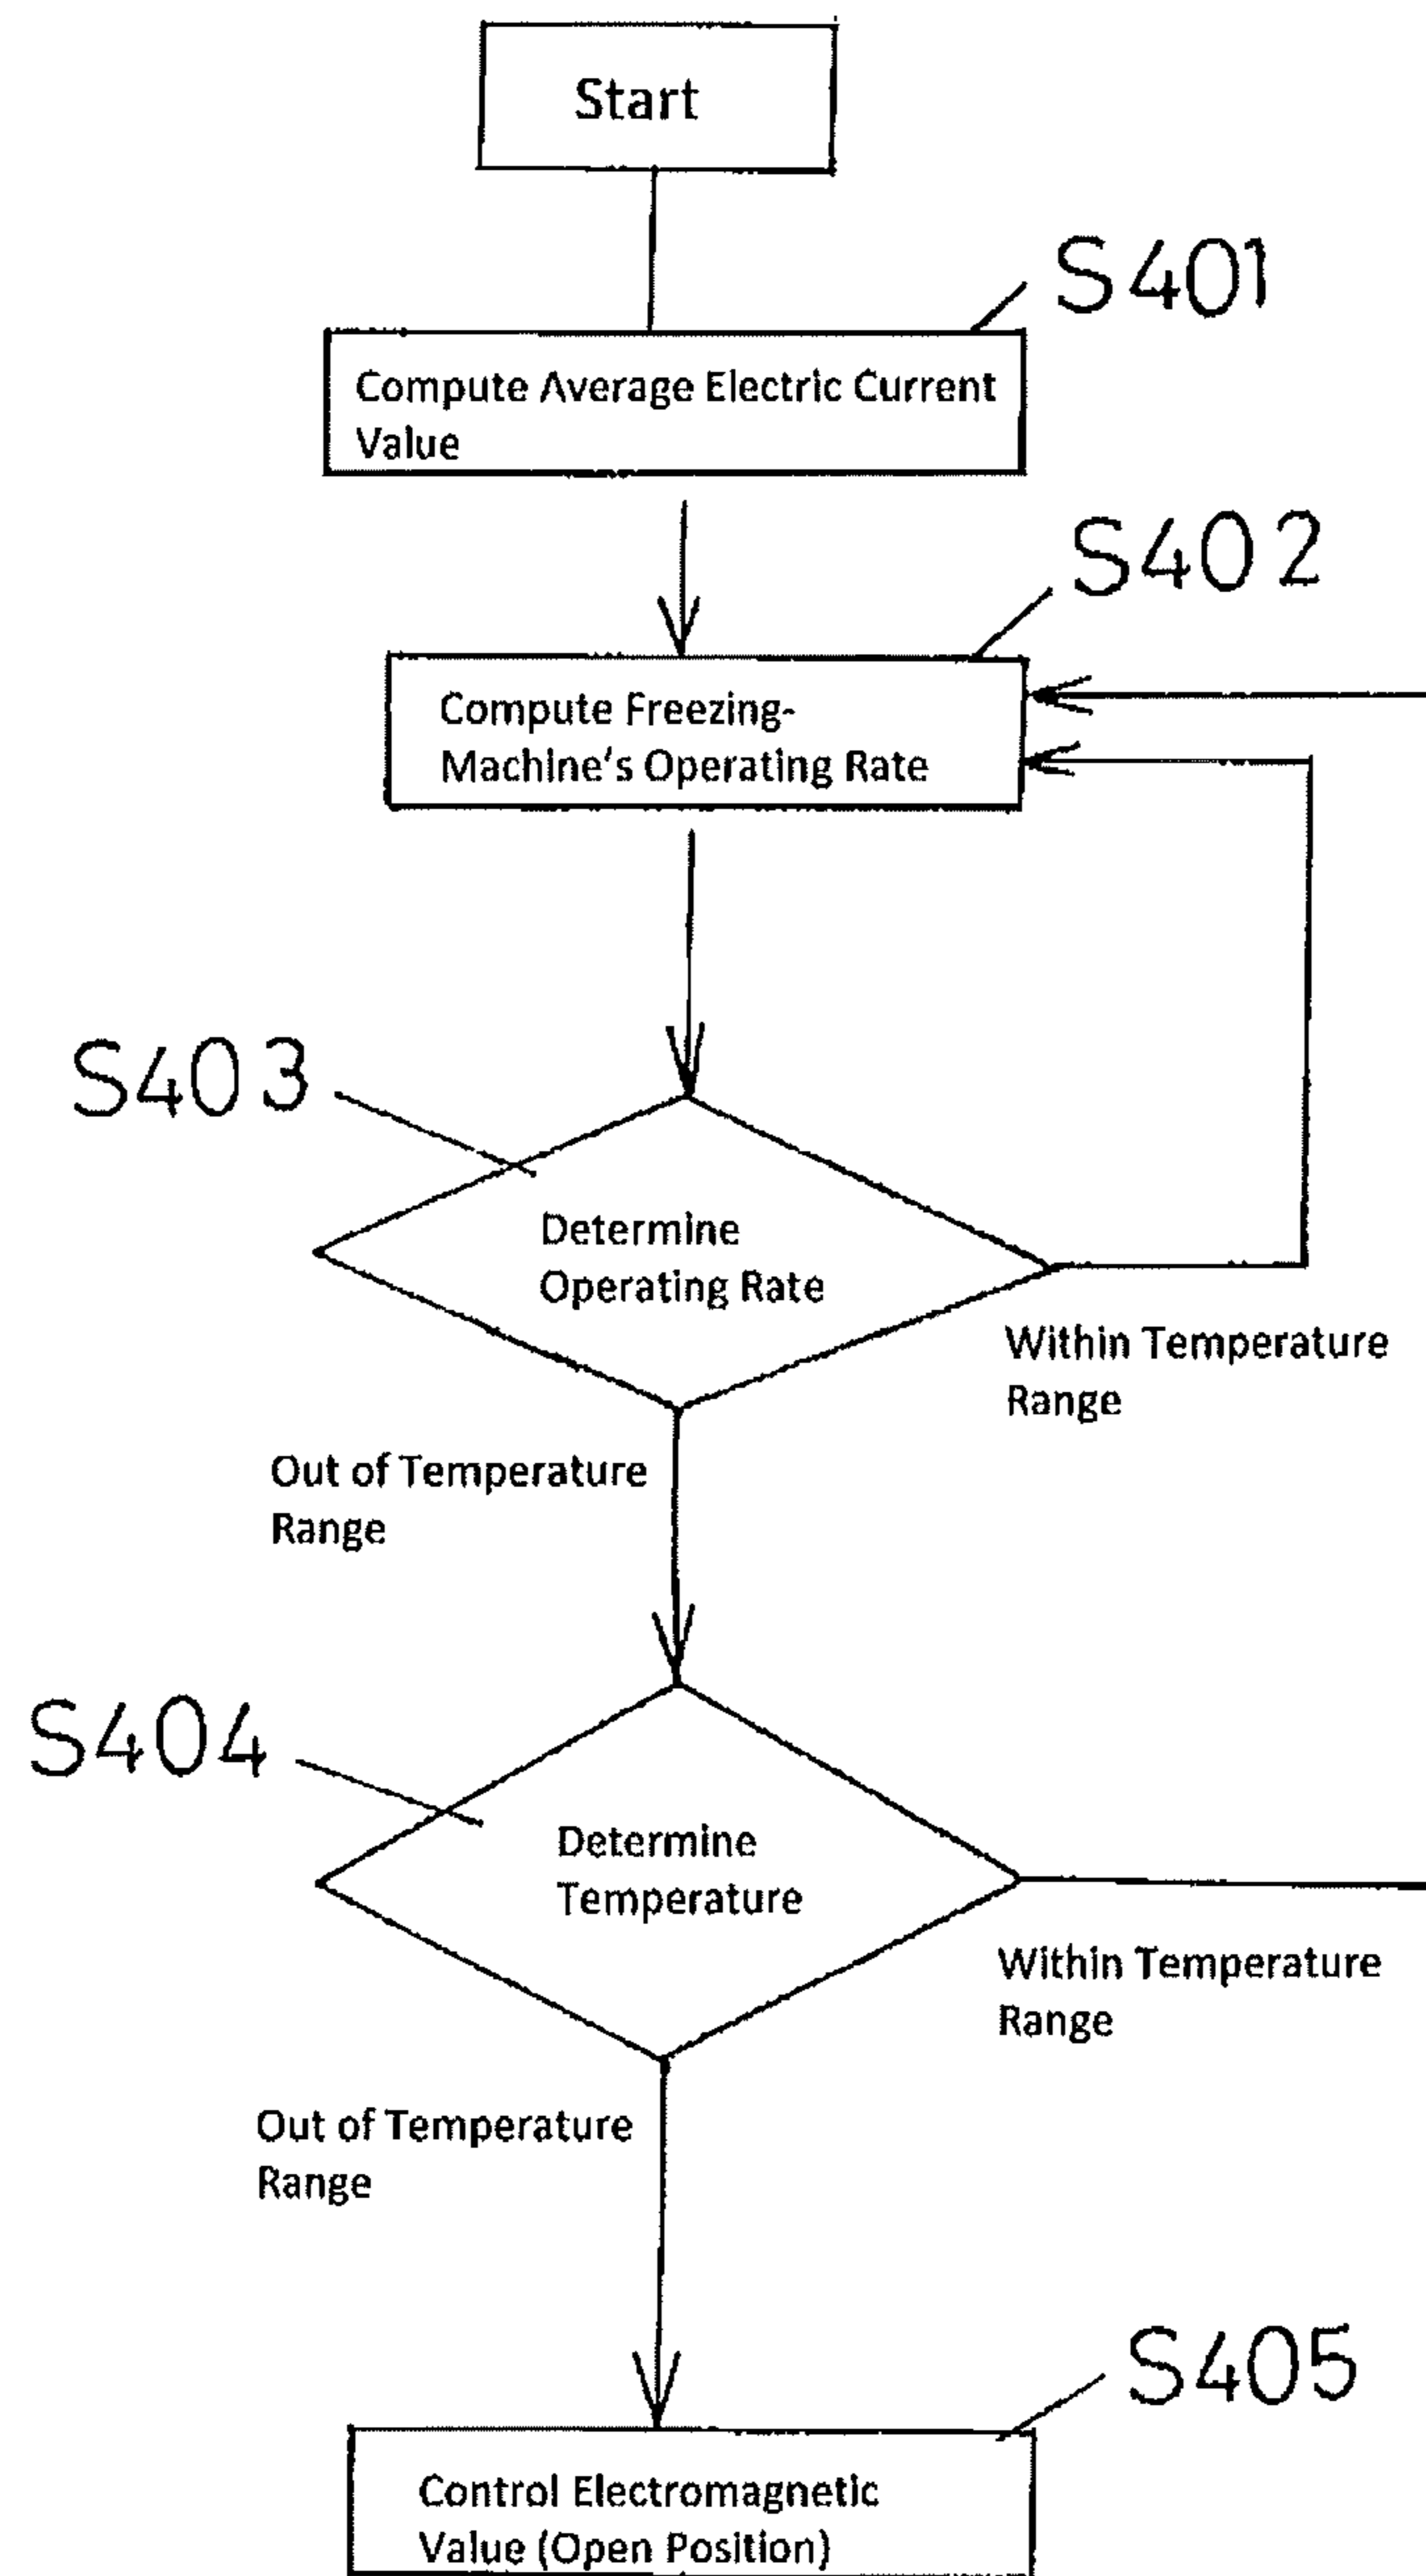 Start
S401
Compute Average Electric Current
Value
S402
Compute Freezing-
Machine's Operating Rate
S403
Determine
Operating Rate
Within Temperature
Range
Out of Temperature
Range
S404
Determine
Temperature
Within Temperature
Range
Out of Temperature
Range
S405
Control Electromagnetic
Value (Open Position)